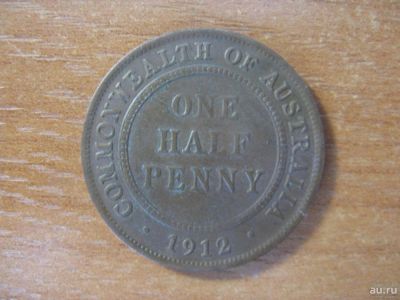 COMMONWEALTH OF AUSTRALIA
ONE
HALF
PENNY
· 1912 ·
au.ru